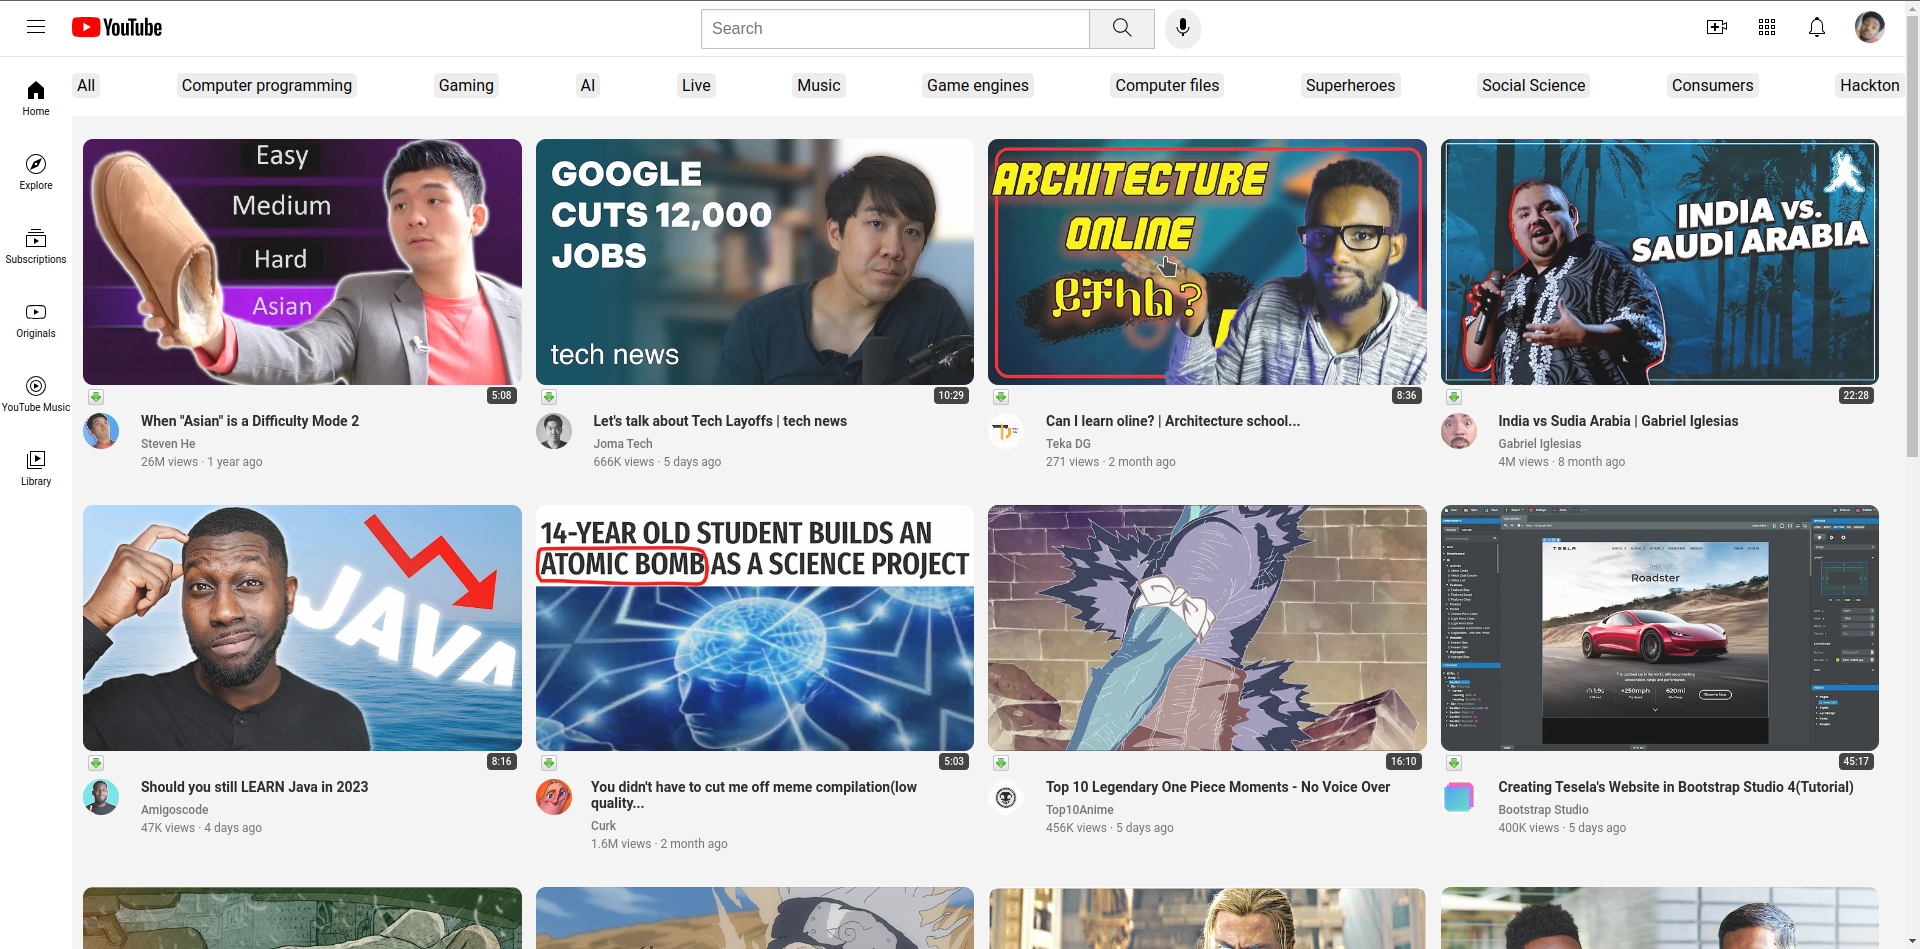 YouTube
Search
Home
Explore
Subscriptions
Originals
YouTube Music
Library
All
Computer programming
Gaming
AI
Live
Music
Game engines
Computer files
Superheroes
Social Science
Consumers
Hackton
Easy
Medium
Hard
Asian
5:08
When "Asian" is a Difficulty Mode 2
Steven He
26M views · 1 year ago
GOOGLE
CUTS 12,000
JOBS
tech news
10:29
Let's talk about Tech Layoffs | tech news
Joma Tech
666K views · 5 days ago
ARCHITECTURE
ONLINE
ይቻላል?
8:36
Can I learn oline? | Architecture school...
Teka DG
271 views · 2 month ago
INDIA vs.
SAUDI ARABIA
22:28
India vs Sudia Arabia | Gabriel Iglesias
Gabriel Iglesias
4M views · 8 month ago
JAVA
8:16
Should you still LEARN Java in 2023
Amigoscode
47K views · 4 days ago
14-YEAR OLD STUDENT BUILDS AN
ATOMIC BOMB AS A SCIENCE PROJECT
5:03
You didn't have to cut me off meme compilation(low
quality...
Curk
1.6M views · 2 month ago
16:10
Top 10 Legendary One Piece Moments - No Voice Over
Top10Anime
456K views · 5 days ago
TESLA
Roadster
1.9s
+250mph
620mi
45:17
Creating Tesela's Website in Bootstrap Studio 4(Tutorial)
Bootstrap Studio
400K views · 5 days ago